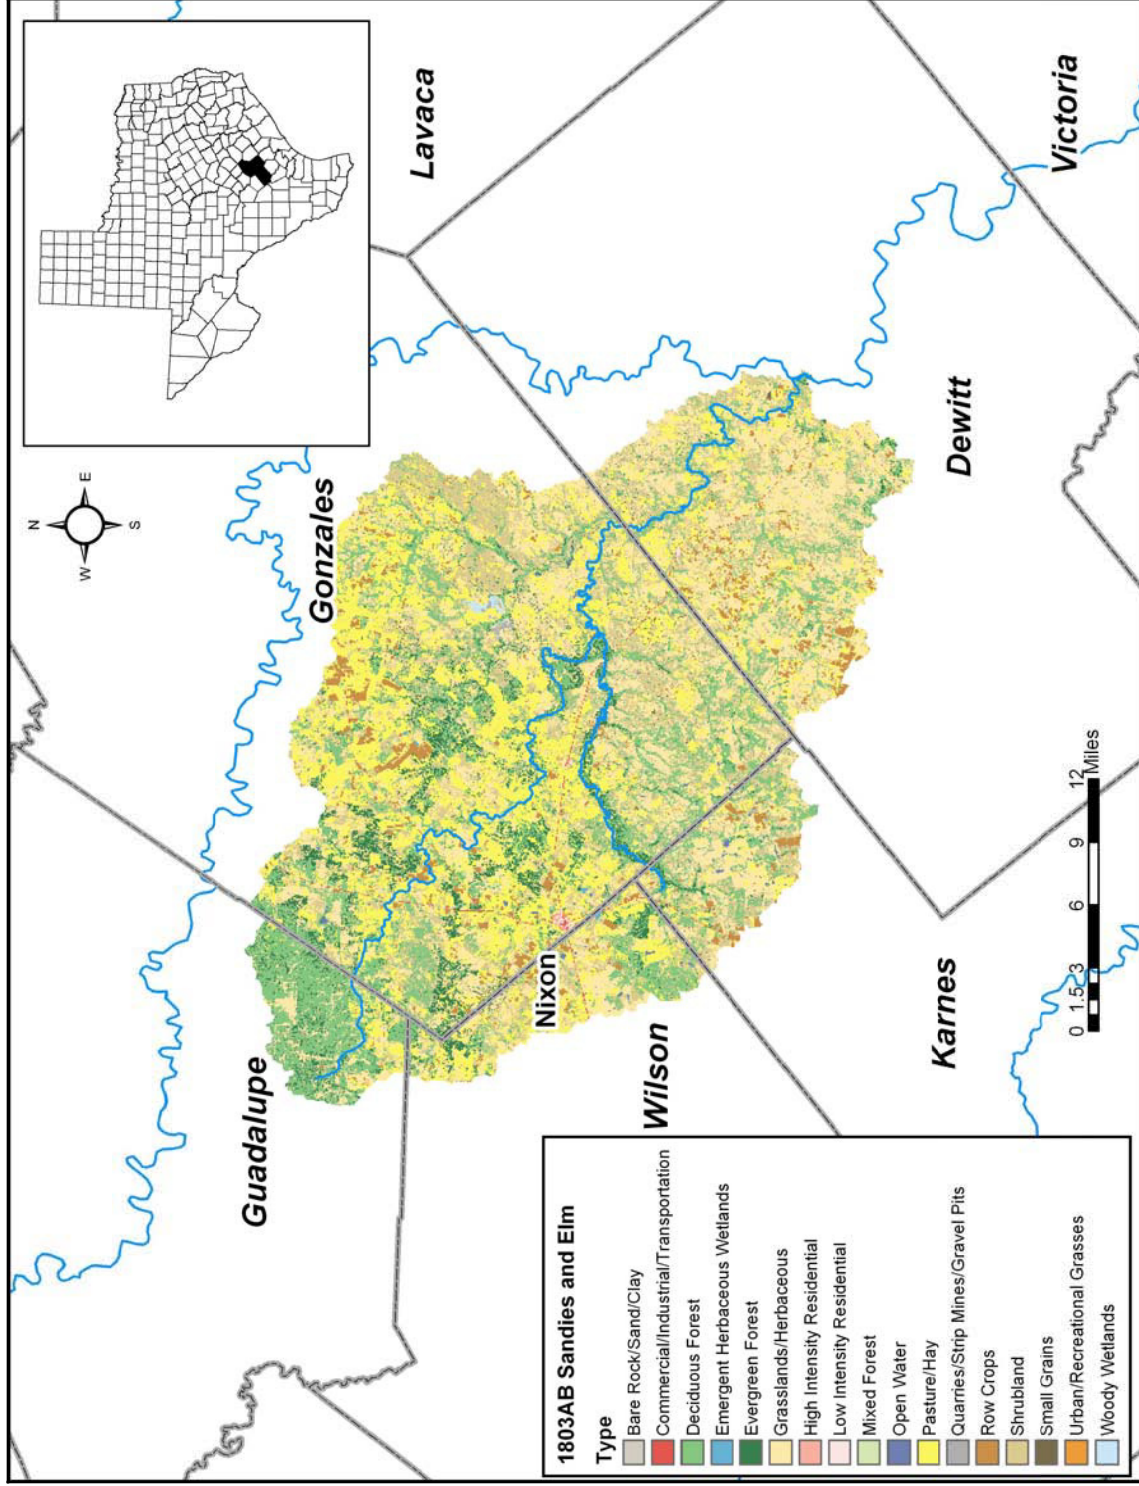 N
W
E
S
Lavaca
Gonzales
Guadalupe
Victoria
Dewitt
Nixon
Wilson
Karnes
0 1.5 3 6 9 12
Miles
1803AB Sandies and Elm
Type
Bare Rock/Sand/Clay
Commercial/Industrial/Transportation
Deciduous Forest
Emergent Herbaceous Wetlands
Evergreen Forest
Grasslands/Herbaceous
High Intensity Residential
Low Intensity Residential
Mixed Forest
Open Water
Pasture/Hay
Quarries/Strip Mines/Gravel Pits
Row Crops
Shrubland
Small Grains
Urban/Recreational Grasses
Woody Wetlands